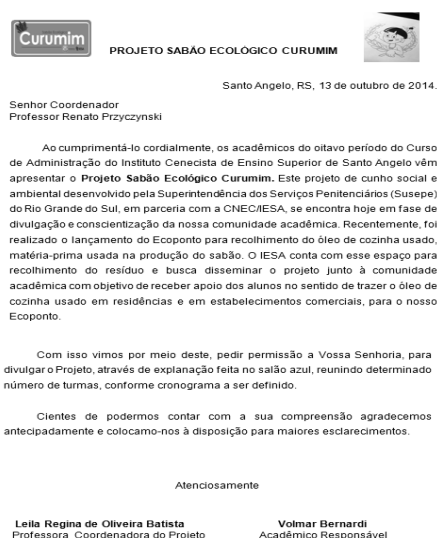 Curumim
PROJETO SABÃO ECOLÓGICO CURUMIM
Santo Angelo, RS, 13 de outubro de 2014.
Senhor Coordenador
Professor Renato Przyczynski
Ao cumprimentá-lo cordialmente, os acadêmicos do oitavo período do Curso
de Administração do Instituto Cenecista de Ensino Superior de Santo Angelo vêm
apresentar o Projeto Sabão Ecológico Curumim. Este projeto de cunho social e
ambiental desenvolvido pela Superintendência dos Serviços Penitenciários (Susepe)
do Rio Grande do Sul, em parceria com a CNEC/IESA, se encontra hoje em fase de
divulgação e conscientização da nossa comunidade acadêmica. Recentemente, foi
realizado o lançamento do Ecoponto para recolhimento do óleo de cozinha usado,
matéria-prima usada na produção do sabão. O IESA conta com esse espaço para
recolhimento do resíduo e busca disseminar o projeto junto à comunidade
acadêmica com objetivo de receber apoio dos alunos no sentido de trazer o óleo de
cozinha usado em residências e em estabelecimentos comerciais, para o nosso
Ecoponto.
Com isso vimos por meio deste, pedir permissão a Vossa Senhoria, para
divulgar o Projeto, através de explanação feita no salão azul, reunindo determinado
número de turmas, conforme cronograma a ser definido.
Cientes de podermos contar com a sua compreensão agradecemos
antecipadamente e colocamo-nos à disposição para maiores esclarecimentos.
Atenciosamente
Leila Regina de Oliveira Batista Volmar Bernardi
Professora Coordenadora do Projeto Acadêmico Responsável